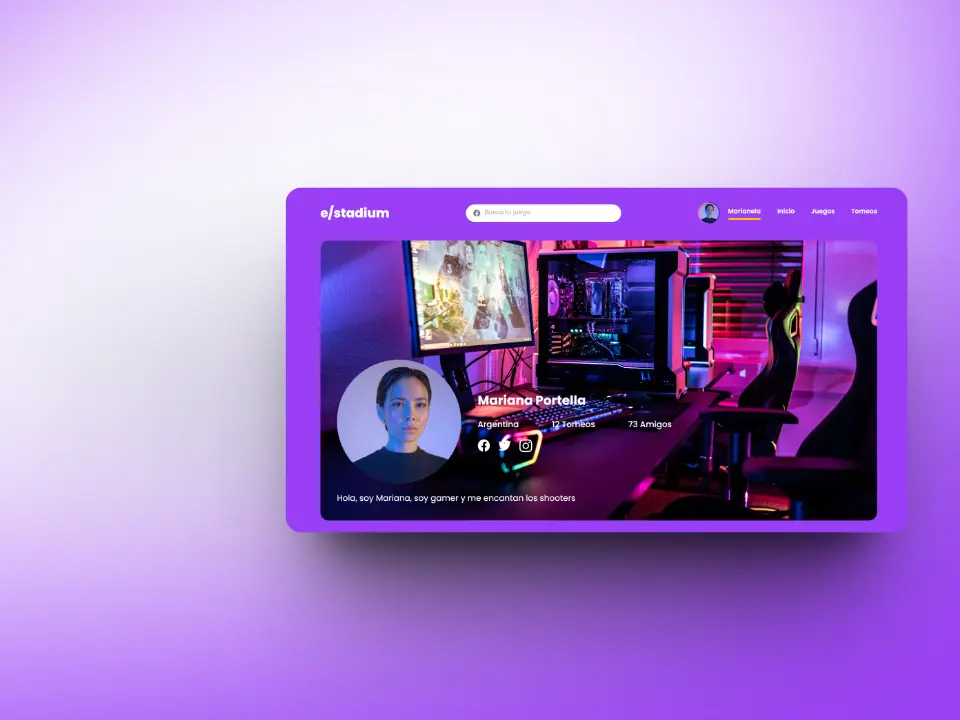 e/stadium
Busca tu juego
Marianela
Inicio
Juegos
Torneos
Mariana Portella
Argentina
12 Torneos
73 Amigos
Hola, soy Mariana, soy gamer y me encantan los shooters